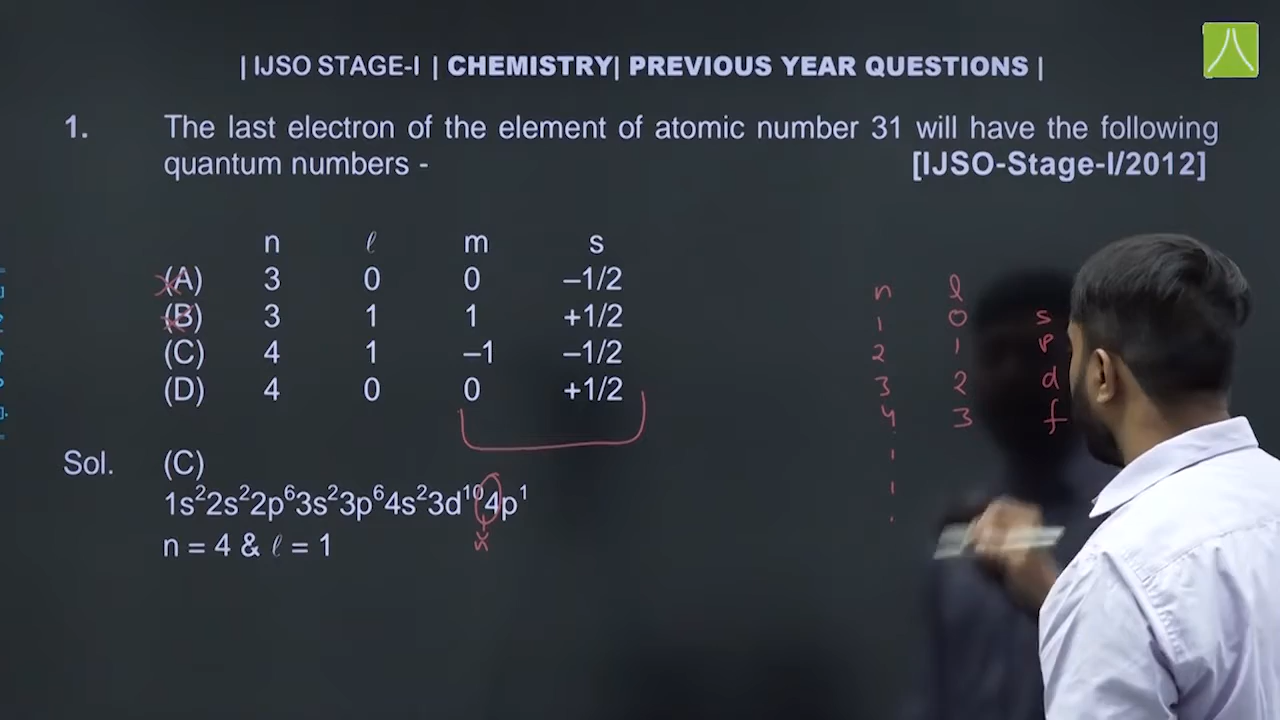 | IJSO STAGE-I | CHEMISTRY| PREVIOUS YEAR QUESTIONS |
1. The last electron of the element of atomic number 31 will have the following
quantum numbers - [IJSO-Stage-I/2012]
n ℓ m s
(A) 3 0 0 –1/2
(B) 3 1 1 +1/2
(C) 4 1 –1 –1/2
(D) 4 0 0 +1/2
Sol. (C)
1s²2s²2p⁶3s²3p⁶4s²3d¹⁰4p¹
n = 4 & ℓ = 1
n
n l
1 0 s
2 1 p
3 2 d
4 3 f